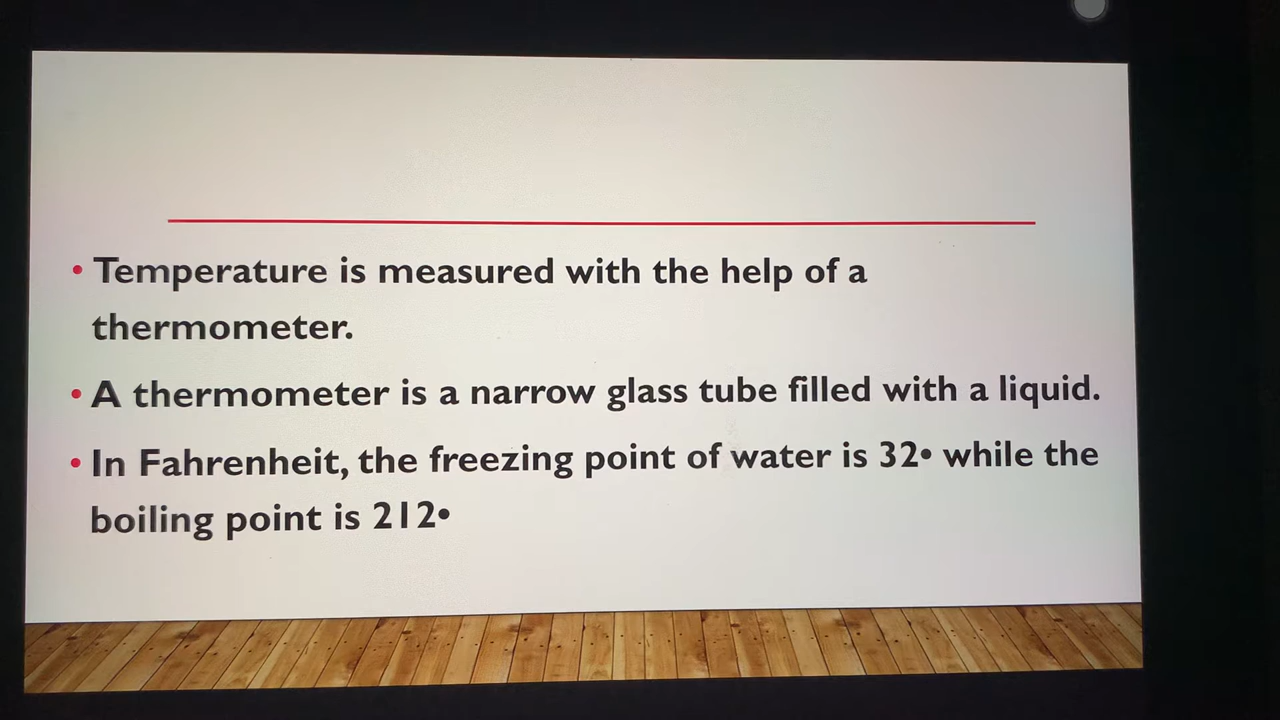 • Temperature is measured with the help of a
thermometer.
• A thermometer is a narrow glass tube filled with a liquid.
• In Fahrenheit, the freezing point of water is 32• while the
boiling point is 212•